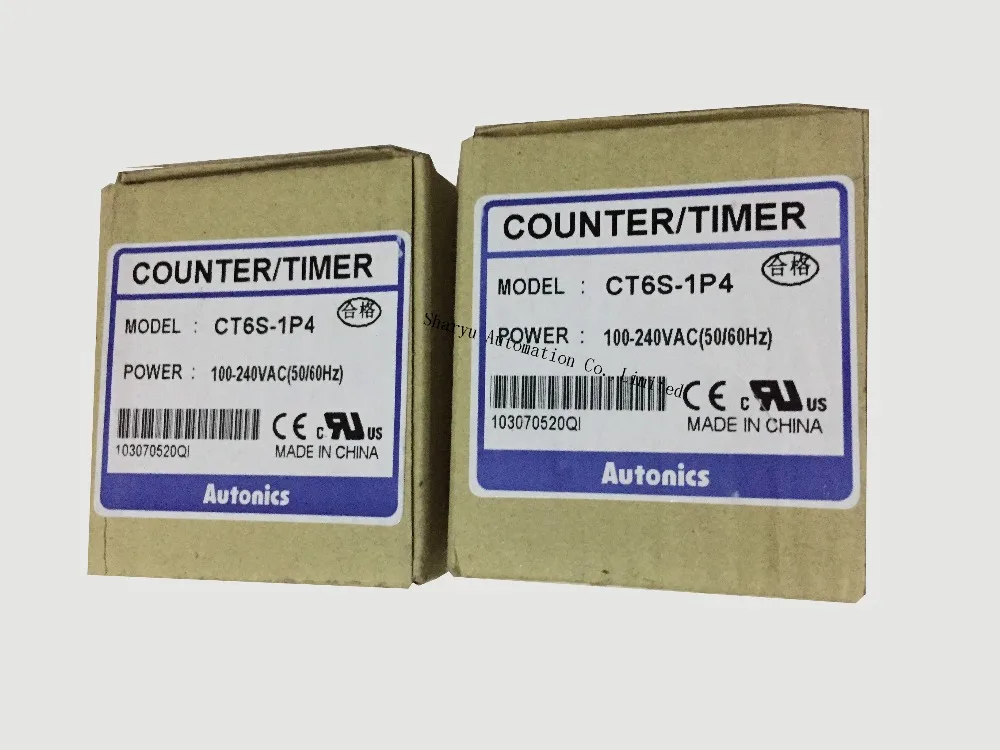 COUNTER/TIMER
合格
MODEL : CT6S-1P4
POWER : 100-240VAC(50/60Hz)
CE c RU US
103070520QI MADE IN CHINA
Autonics
COUNTER/TIMER
合格
MODEL : CT6S-1P4
POWER : 100-240VAC(50/60Hz)
CE c RU US
103070520QI MADE IN CHINA
Autonics
Sharyu Automation Co., Limited